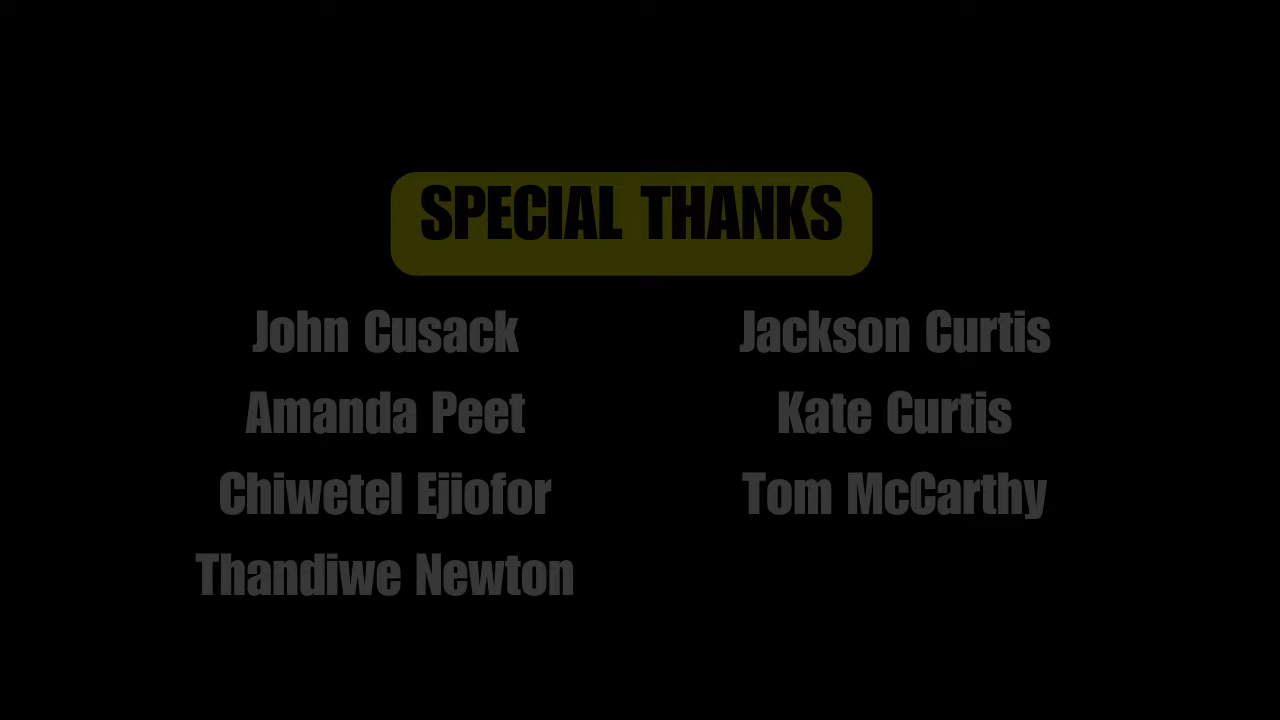 SPECIAL THANKS
John Cusack Jackson Curtis
Amanda Peet Kate Curtis
Chiwetel Ejiofor Tom McCarthy
Thandiwe Newton